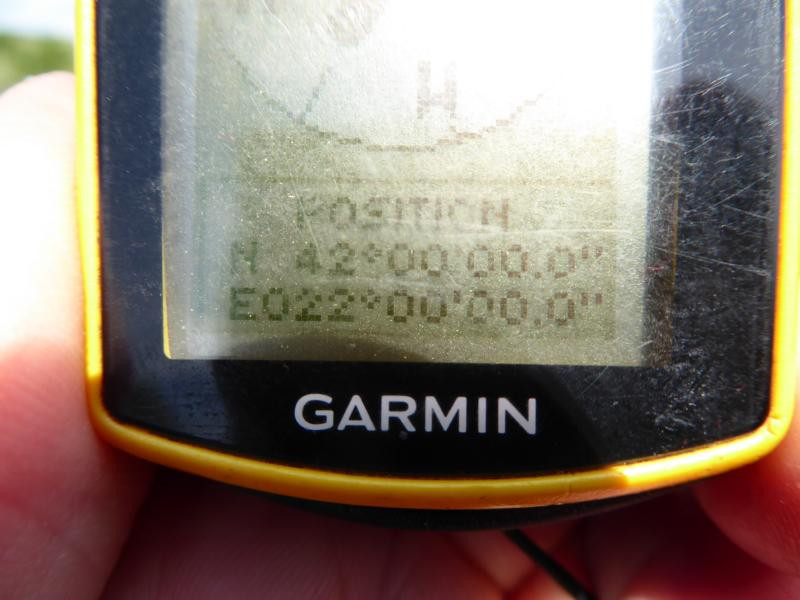 H
POSITION
N 42°00'00.0"
E022°00'00.0"
GARMIN